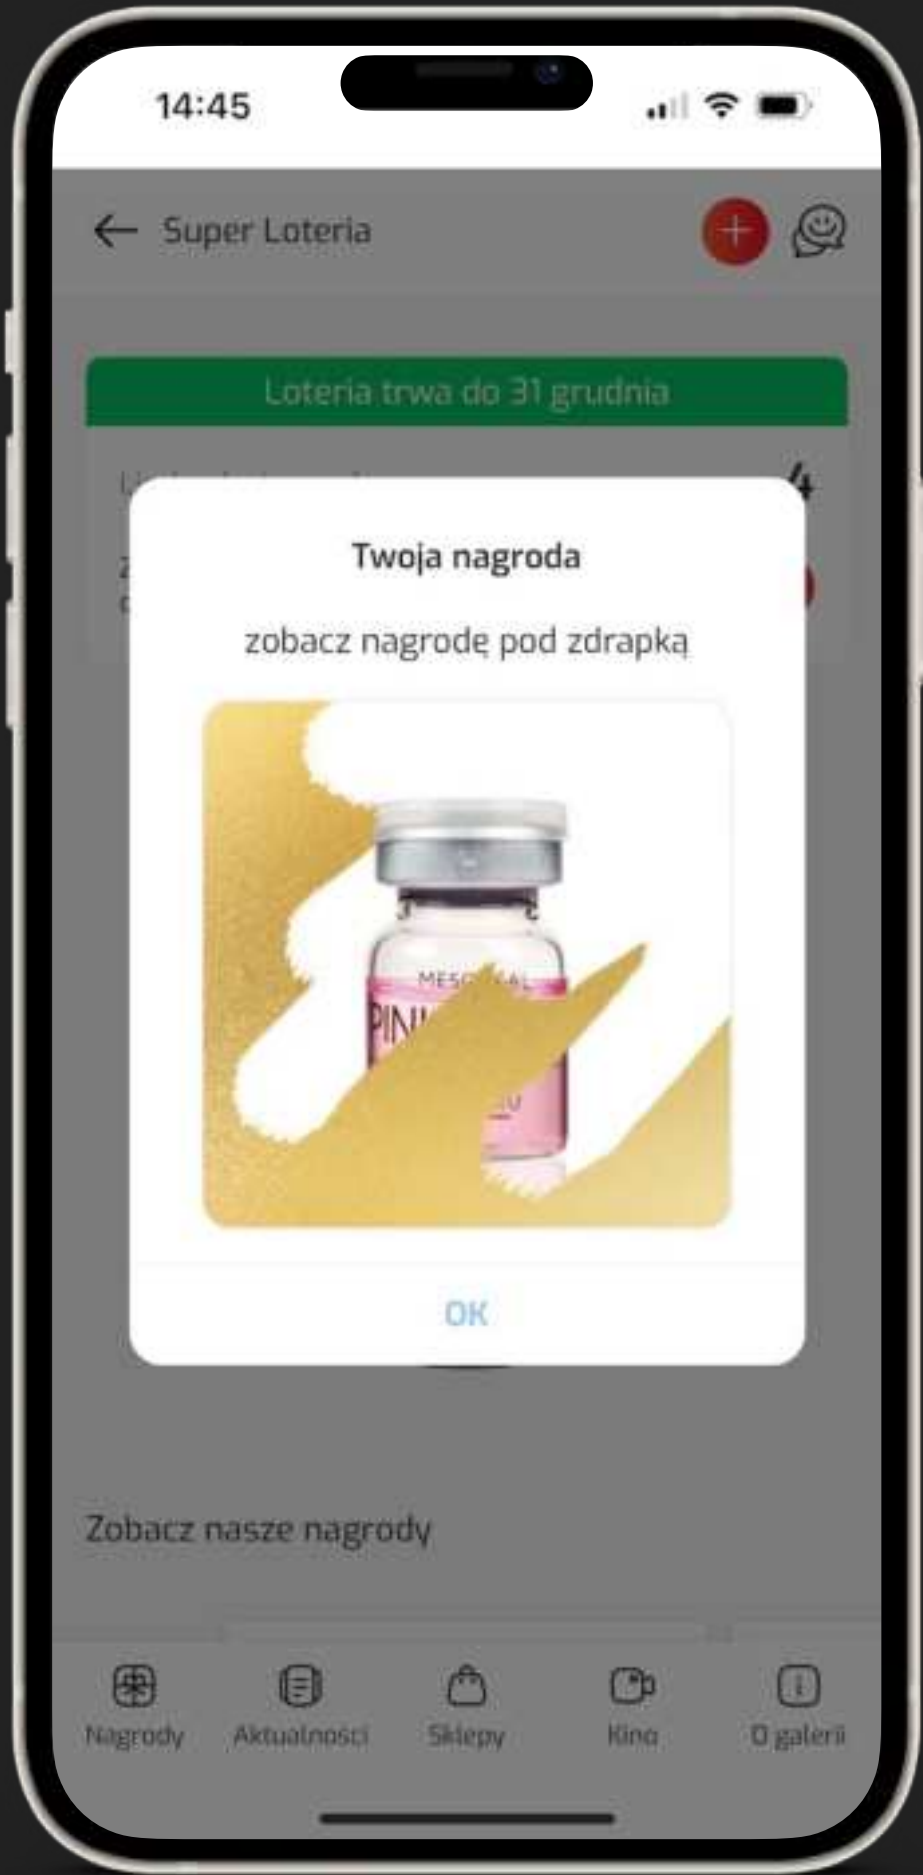 14:45
Super Loteria
Loteria trwa do 31 grudnia
4
Twoja nagroda
zobacz nagrodę pod zdrapką
OK
Zobacz nasze nagrody
Nagrody
Aktualności
Sklepy
Kino
O galerii